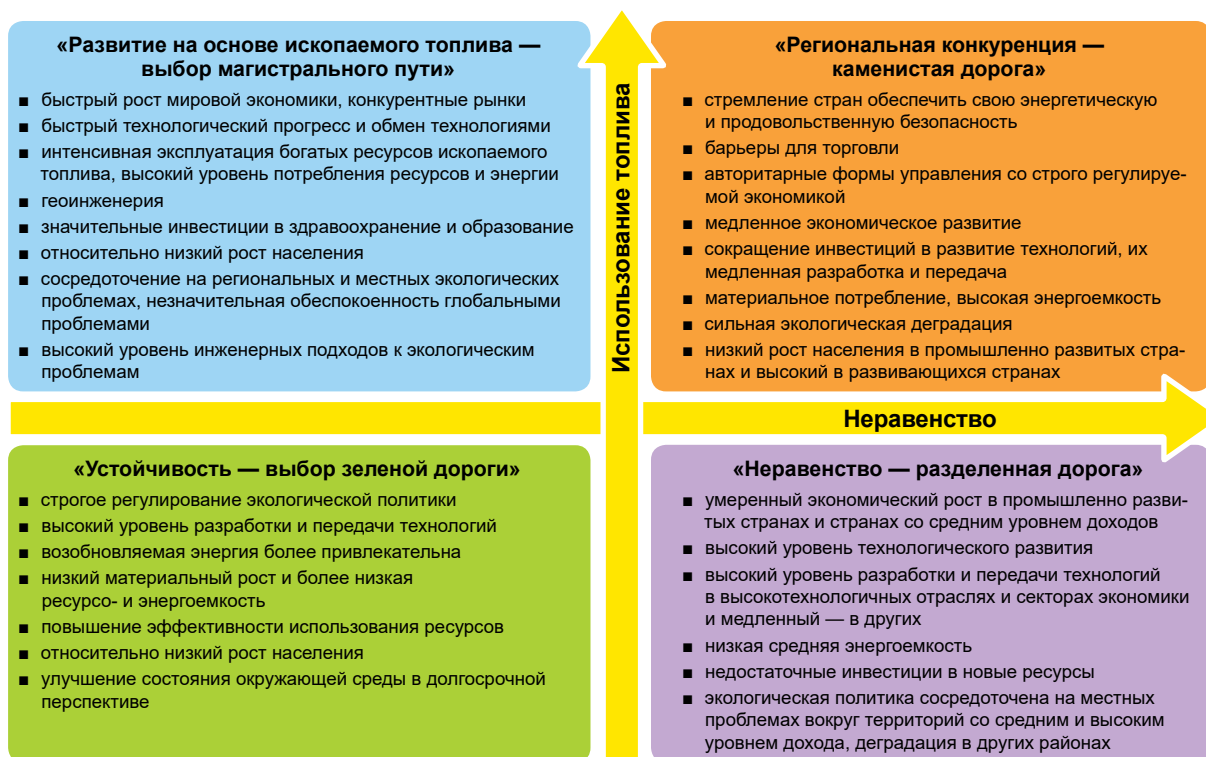 «Развитие на основе ископаемого топлива —
выбор магистрального пути»
■ быстрый рост мировой экономики, конкурентные рынки
■ быстрый технологический прогресс и обмен технологиями
■ интенсивная эксплуатация богатых ресурсов ископаемого
топлива, высокий уровень потребления ресурсов и энергии
■ геоинженерия
■ значительные инвестиции в здравоохранение и образование
■ относительно низкий рост населения
■ сосредоточение на региональных и местных экологических
проблемах, незначительная обеспокоенность глобальными
проблемами
■ высокий уровень инженерных подходов к экологическим
проблемам
Использование топлива
«Региональная конкуренция —
каменистая дорога»
■ стремление стран обеспечить свою энергетическую
и продовольственную безопасность
■ барьеры для торговли
■ авторитарные формы управления со строго регулируе-
мой экономикой
■ медленное экономическое развитие
■ сокращение инвестиций в развитие технологий, их
медленная разработка и передача
■ материальное потребление, высокая энергоемкость
■ сильная экологическая деградация
■ низкий рост населения в промышленно развитых стра-
нах и высокий в развивающихся странах
Неравенство
«Устойчивость — выбор зеленой дороги»
■ строгое регулирование экологической политики
■ высокий уровень разработки и передачи технологий
■ возобновляемая энергия более привлекательна
■ низкий материальный рост и более низкая
ресурсо- и энергоемкость
■ повышение эффективности использования ресурсов
■ относительно низкий рост населения
■ улучшение состояния окружающей среды в долгосрочной
перспективе
«Неравенство — разделенная дорога»
■ умеренный экономический рост в промышленно разви-
тых странах и странах со средним уровнем доходов
■ высокий уровень технологического развития
■ высокий уровень разработки и передачи технологий
в высокотехнологичных отраслях и секторах экономики
и медленный — в других
■ низкая средняя энергоемкость
■ недостаточные инвестиции в новые ресурсы
■ экологическая политика сосредоточена на местных
проблемах вокруг территорий со средним и высоким
уровнем дохода, деградация в других районах